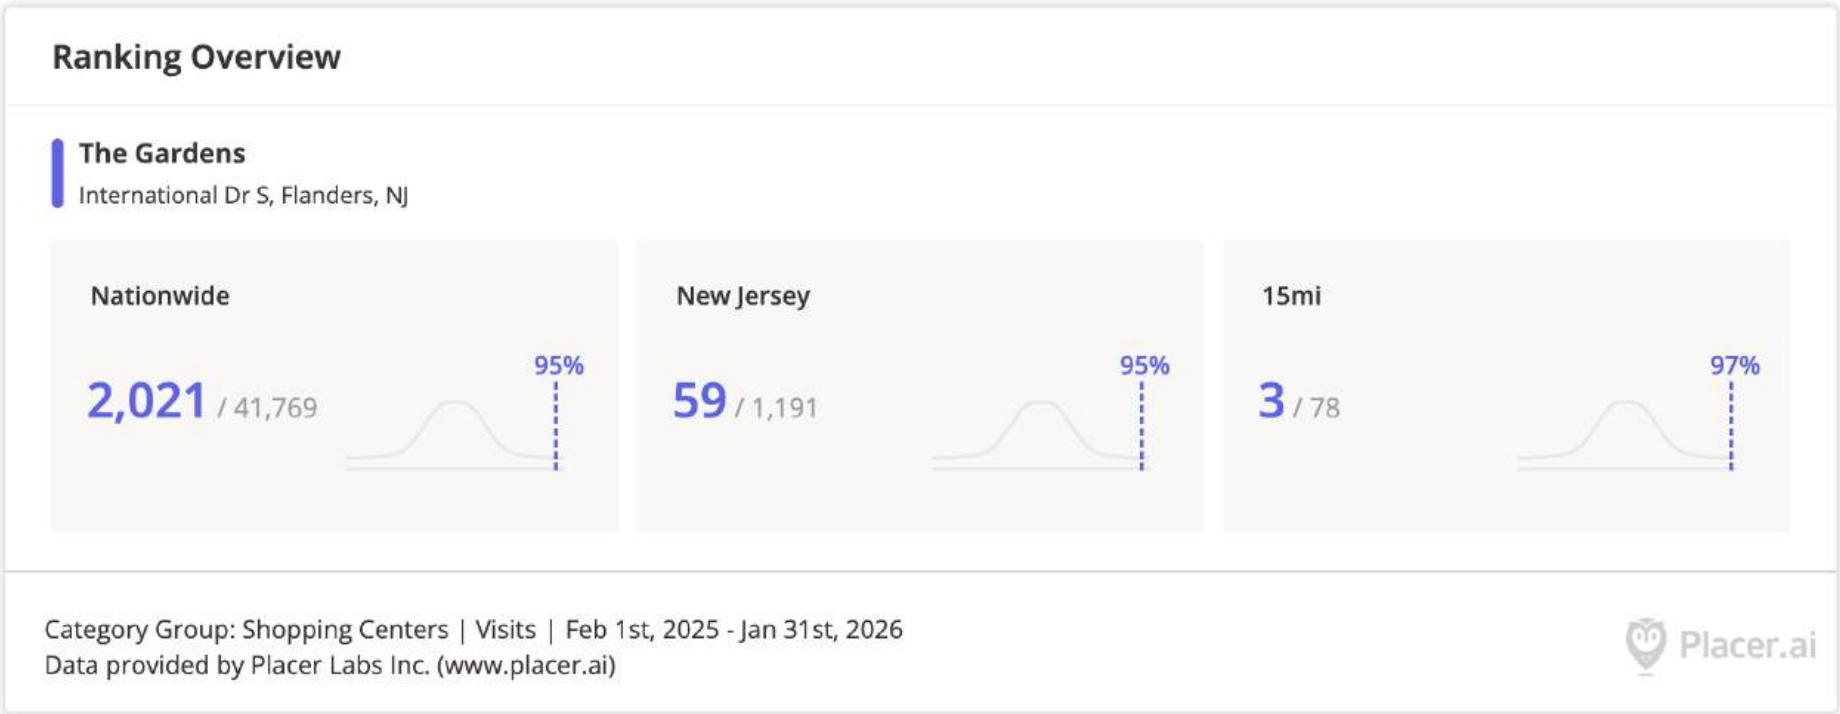 Ranking Overview
The Gardens
International Dr S, Flanders, NJ
Nationwide
2,021 / 41,769
95%
New Jersey
59 / 1,191
95%
15mi
3 / 78
97%
Category Group: Shopping Centers | Visits | Feb 1st, 2025 - Jan 31st, 2026
Data provided by Placer Labs Inc. (www.placer.ai)
Placer.ai